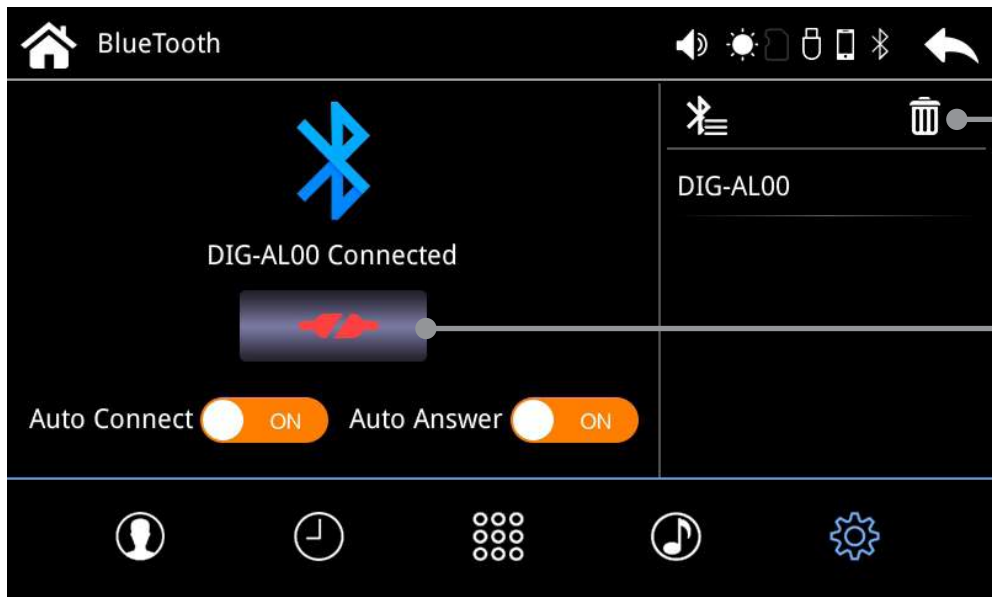 BlueTooth
DIG-AL00
DIG-AL00 Connected
Auto Connect ON Auto Answer ON